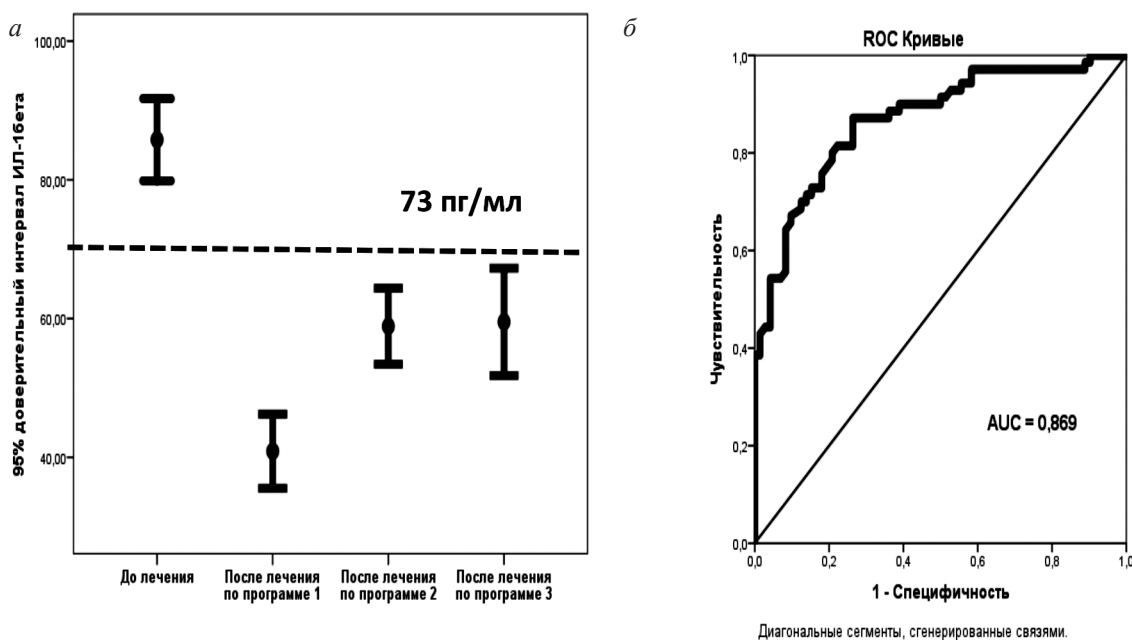 а
100,00
80,00
60,00
40,00
95% доверительный интервал ИЛ-1бета
73 пг/мл
До лечения
После лечения
по программе 1
После лечения
по программе 2
После лечения
по программе 3
б
ROC Кривые
1,0
0,8
0,6
0,4
0,2
0,0
Чувствительность
AUC = 0,869
0,0
0,2
0,4
0,6
0,8
1,0
1 - Специфичность
Диагональные сегменты, сгенерированные связями.